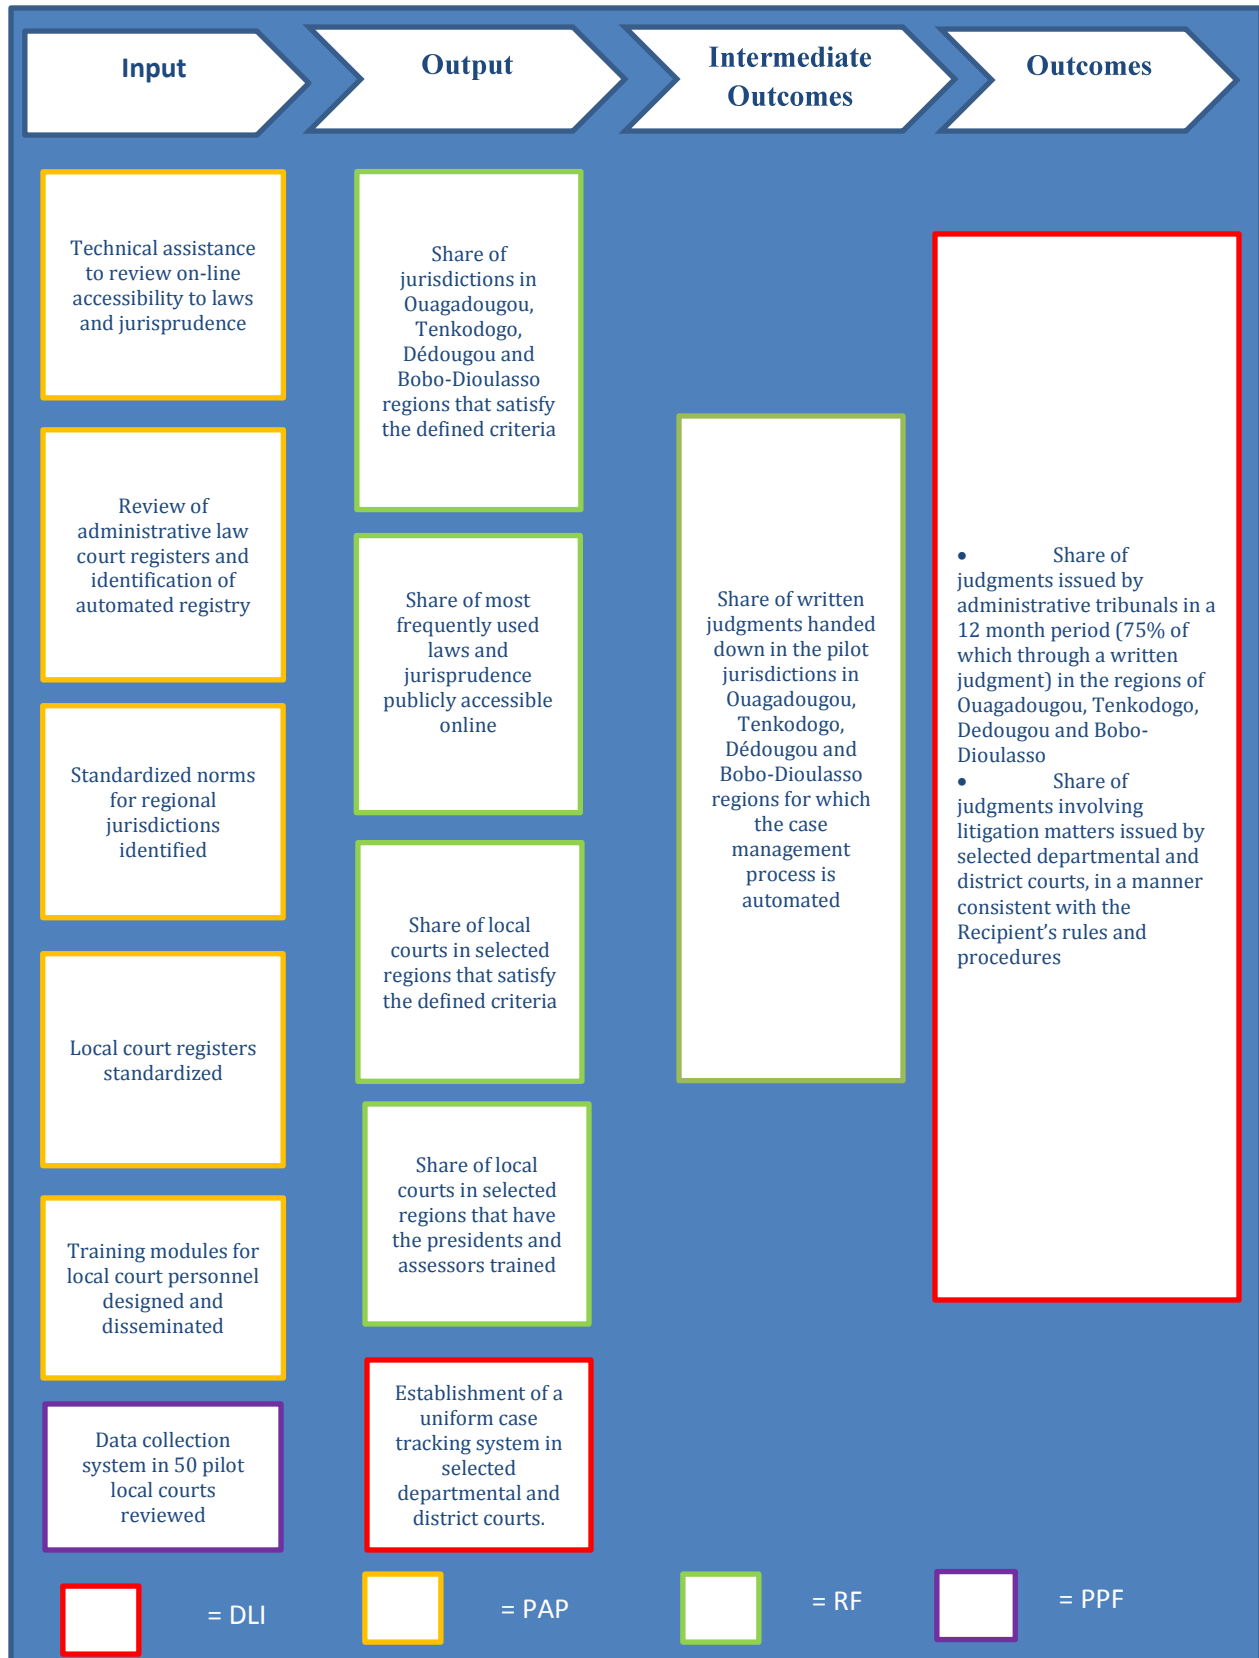 Input
Output
Intermediate
Outcomes
Outcomes
Technical assistance
to review on-line
accessibility to laws
and jurisprudence
Review of
administrative law
court registers and
identification of
automated registry
Standardized norms
for regional
jurisdictions
identified
Local court registers
standardized
Training modules for
local court personnel
designed and
disseminated
Data collection
system in 50 pilot
local courts
reviewed
Share of
jurisdictions in
Ouagadougou,
Tenkodogo,
Dédougou and
Bobo-Dioulasso
regions that satisfy
the defined criteria
Share of most
frequently used
laws and
jurisprudence
publicly accessible
online
Share of local
courts in selected
regions that satisfy
the defined criteria
Share of local
courts in selected
regions that have
the presidents and
assessors trained
Establishment of a
uniform case
tracking system in
selected
departmental and
district courts.
Share of written
judgments handed
down in the pilot
jurisdictions in
Ouagadougou,
Tenkodogo,
Dédougou and
Bobo-Dioulasso
regions for which
the case
management
process is
automated
• Share of
judgments issued by
administrative tribunals in a
12 month period (75% of
which through a written
judgment) in the regions of
Ouagadougou, Tenkodogo,
Dedougou and Bobo-
Dioulasso
• Share of
judgments involving
litigation matters issued by
selected departmental and
district courts, in a manner
consistent with the
Recipient’s rules and
procedures
= DLI
= PAP
= RF
= PPF